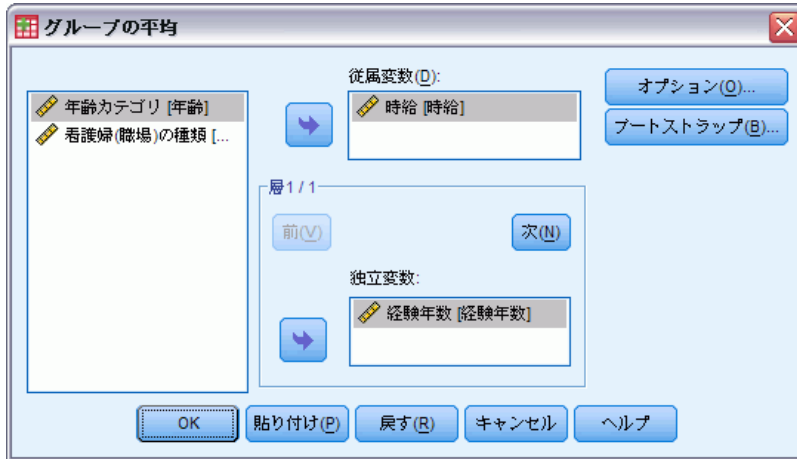 グループの平均
年齢カテゴリ [年齢]
看護婦(職場)の種類 [...
従属変数(D):
時給 [時給]
オプション(O)...
ブートストラップ(B)...
層1 / 1
前(V)
次(N)
独立変数:
経験年数 [経験年数]
OK
貼り付け(P)
戻す(R)
キャンセル
ヘルプ